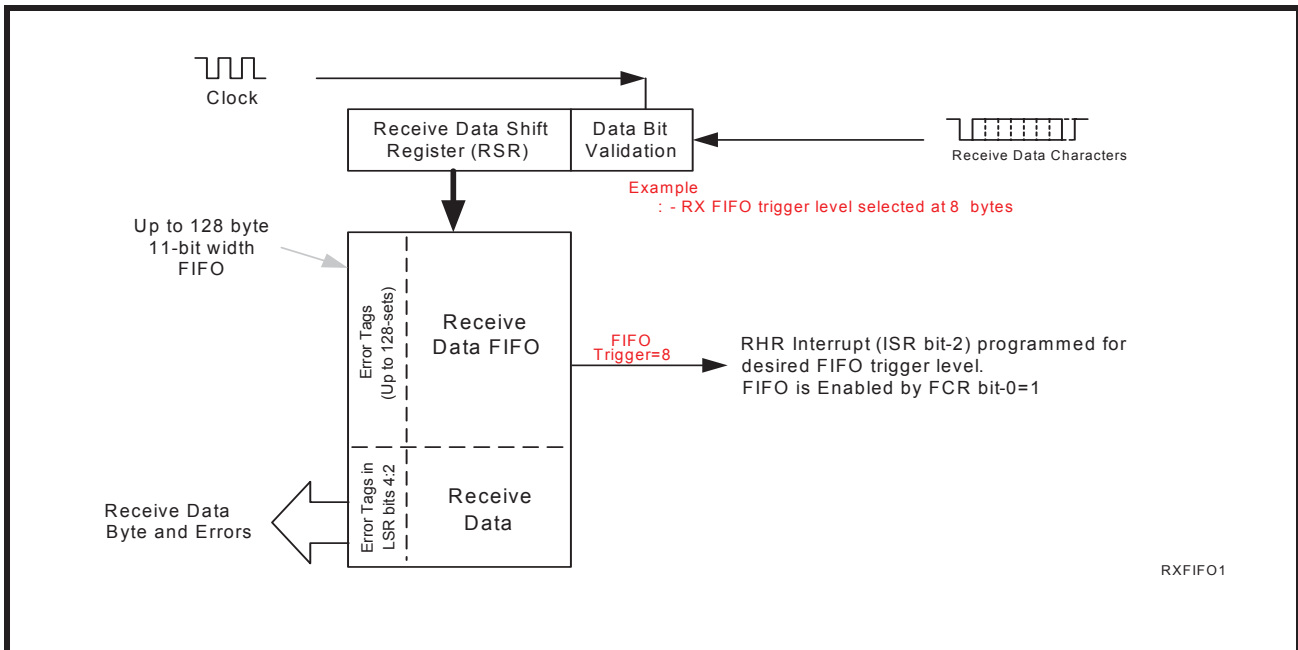 Clock
Receive Data Shift
Register (RSR)
Data Bit
Validation
Receive Data Characters
Example
: - RX FIFO trigger level selected at 8 bytes
Up to 128 byte
11-bit width
FIFO
Error Tags
(Up to 128-sets)
Receive
Data FIFO
FIFO
Trigger=8
RHR Interrupt (ISR bit-2) programmed for
desired FIFO trigger level.
FIFO is Enabled by FCR bit-0=1
Error Tags in
LSR bits 4:2
Receive
Data
Receive Data
Byte and Errors
RXFIFO1